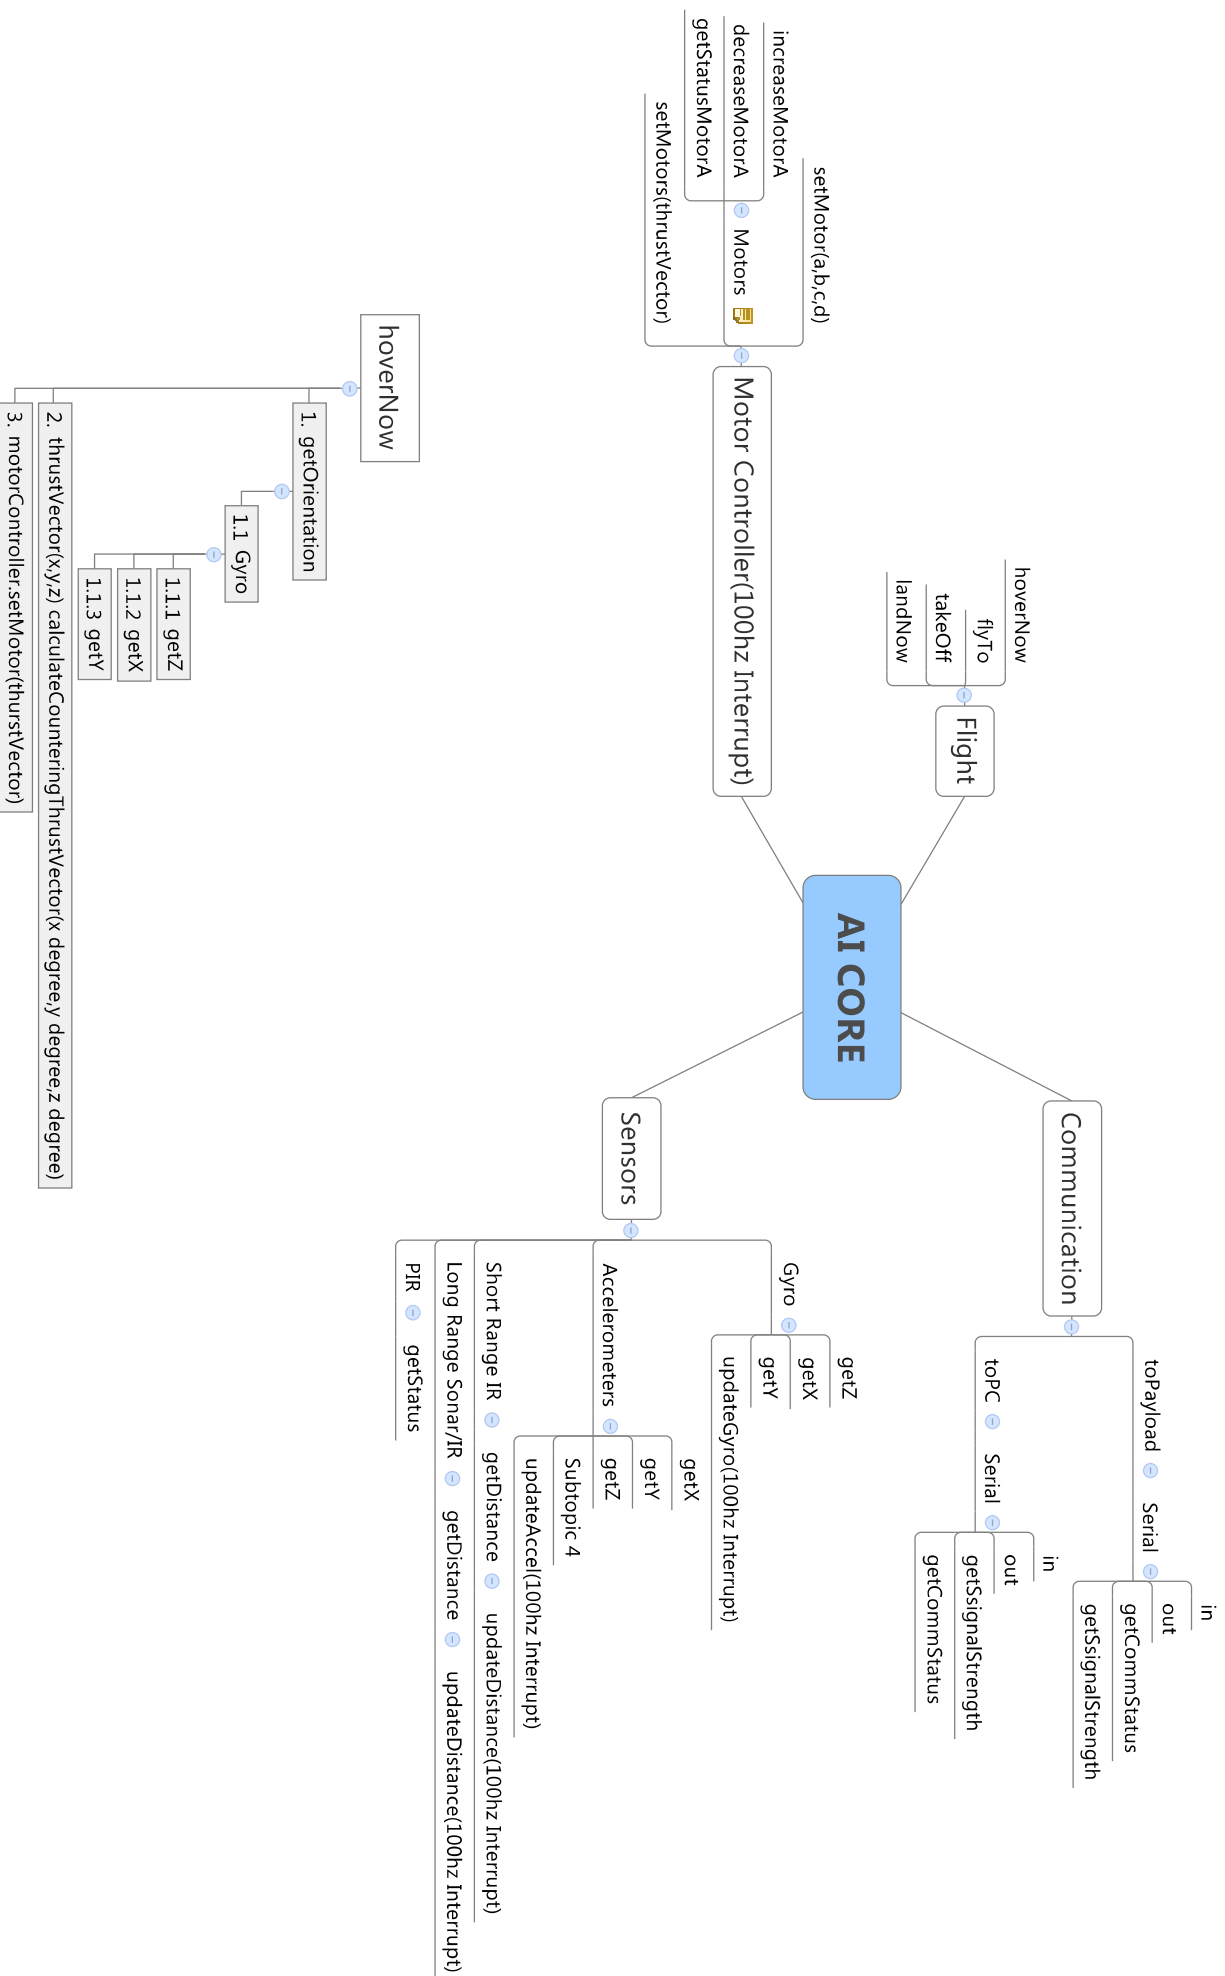 AI CORE
Communication
toPayload
Serial
in
out
getCommStatus
getSsignalStrength
toPC
Serial
in
out
getSsignalStrength
getCommStatus
Sensors
Gyro
getZ
getX
getY
updateGyro(100hz Interrupt)
Accelerometers
getX
getY
getZ
Subtopic 4
updateAccel(100hz Interrupt)
Short Range IR
getDistance
updateDistance(100hz Interrupt)
Long Range Sonar/IR
getDistance
updateDistance(100hz Interrupt)
PIR
getStatus
Flight
hoverNow
flyTo
takeOff
landNow
Motor Controller(100hz Interrupt)
setMotor(a,b,c,d)
Motors
increaseMotorA
decreaseMotorA
getStatusMotorA
setMotors(thrustVector)
hoverNow
1. getOrientation
1.1 Gyro
1.1.1 getZ
1.1.2 getX
1.1.3 getY
2. thrustVector(x,y,z) calculateCounteringThrustVector(x degree,y degree,z degree)
3. motorController.setMotor(thurstVector)